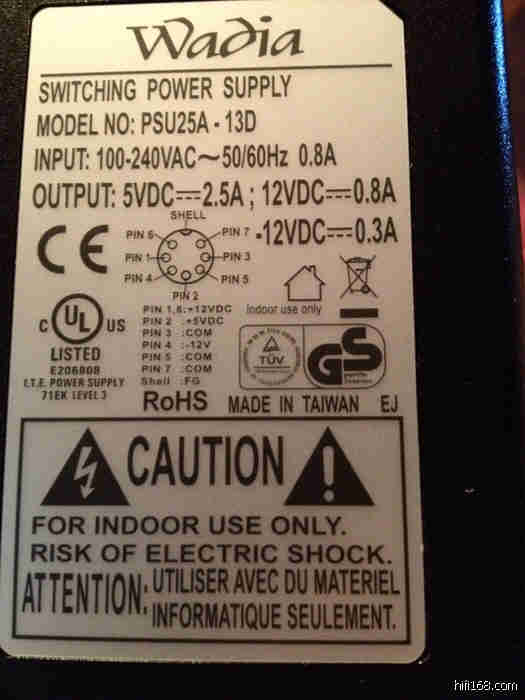 Wadia
SWITCHING POWER SUPPLY
MODEL NO: PSU25A - 13D
INPUT: 100-240VAC～50/60Hz 0.8A
OUTPUT: 5VDC⎓2.5A ; 12VDC⎓0.8A
-12VDC⎓0.3A
SHELL
PIN 6
PIN 7
PIN 1
PIN 3
PIN 4
PIN 5
PIN 2
CE
PIN 1,6:+12VDC
PIN 2 :+5VDC
PIN 3 :COM
PIN 4 :-12V
PIN 5 :COM
PIN 7 :COM
Shell :FG
Indoor use only
C UL US
LISTED
E206808
I.T.E. POWER SUPPLY
71EK LEVEL 3
TÜV
GS
RoHS MADE IN TAIWAN EJ
CAUTION
FOR INDOOR USE ONLY.
RISK OF ELECTRIC SHOCK.
ATTENTION: UTILISER AVEC DU MATERIEL
INFORMATIQUE SEULEMENT.
hifi168.com